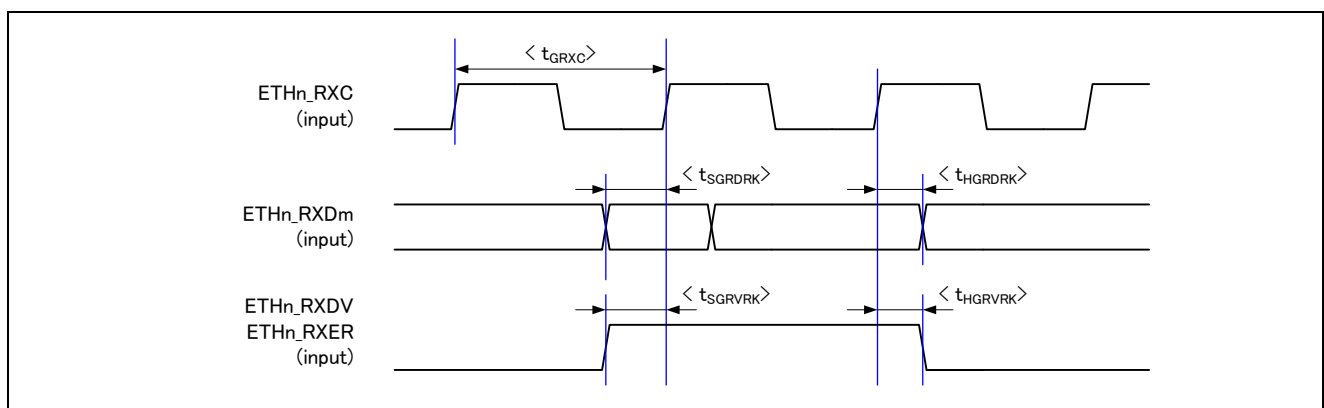 < tGRXC>
ETHn_RXC
(input)
< tSGRDRK>
< tHGRDRK>
ETHn_RXDm
(input)
< tSGRVRK>
< tHGRVRK>
ETHn_RXDV
ETHn_RXER
(input)